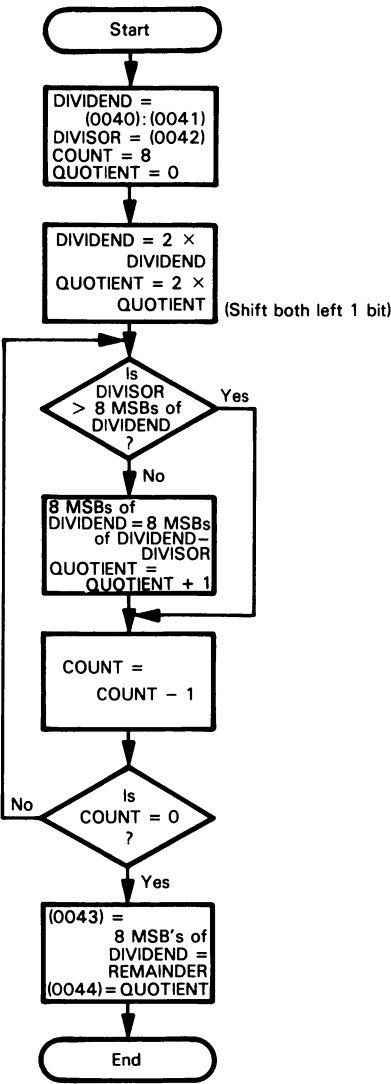 Start
DIVIDEND =
(0040):(0041)
DIVISOR = (0042)
COUNT = 8
QUOTIENT = 0
DIVIDEND = 2 ×
DIVIDEND
QUOTIENT = 2 ×
QUOTIENT
(Shift both left 1 bit)
Is
DIVISOR
> 8 MSBs of
DIVIDEND
?
Yes
No
8 MSBs of
DIVIDEND = 8 MSBs
of DIVIDEND–
DIVISOR
QUOTIENT =
QUOTIENT + 1
COUNT =
COUNT – 1
Is
COUNT = 0
?
No
Yes
(0043) =
8 MSB's of
DIVIDEND =
REMAINDER
(0044) = QUOTIENT
End